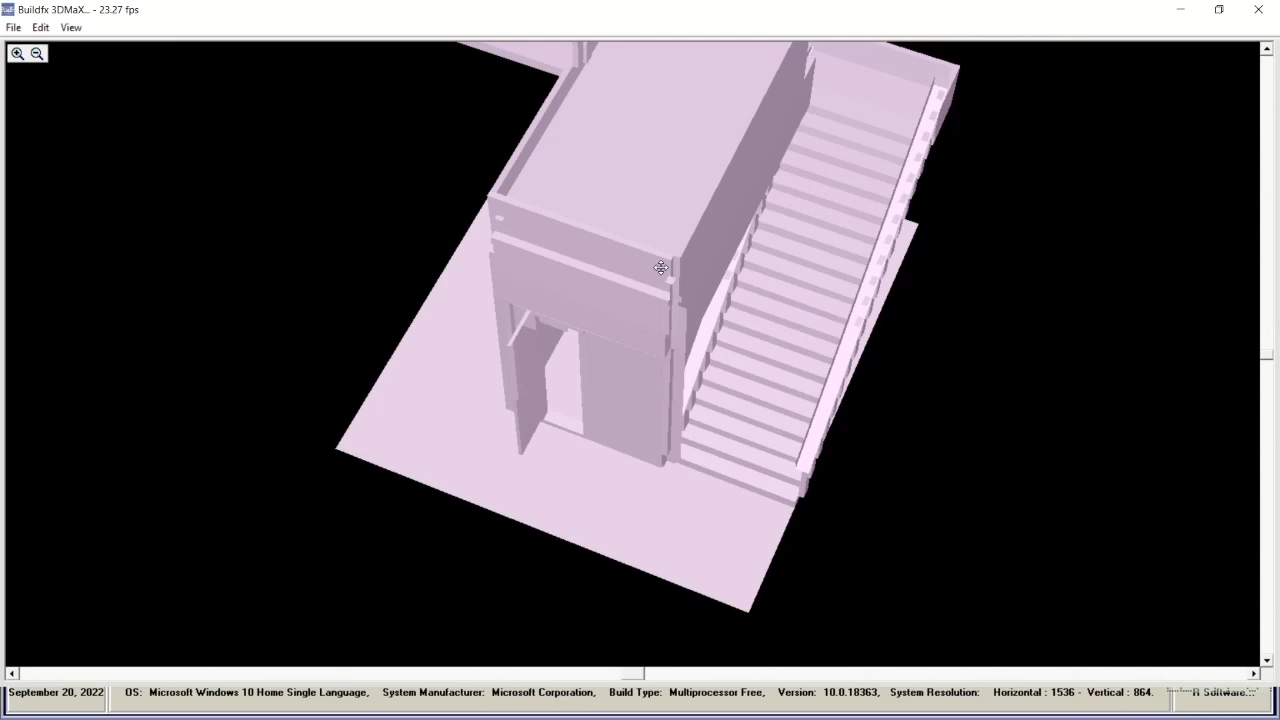 Buildfx 3DMaX... - 23.27 fps
File Edit View
September 20, 2022 OS: Microsoft Windows 10 Home Single Language, System Manufacturer: Microsoft Corporation, Build Type: Multiprocessor Free, Version: 10.0.18363, System Resolution: Horizontal : 1536 - Vertical : 864.